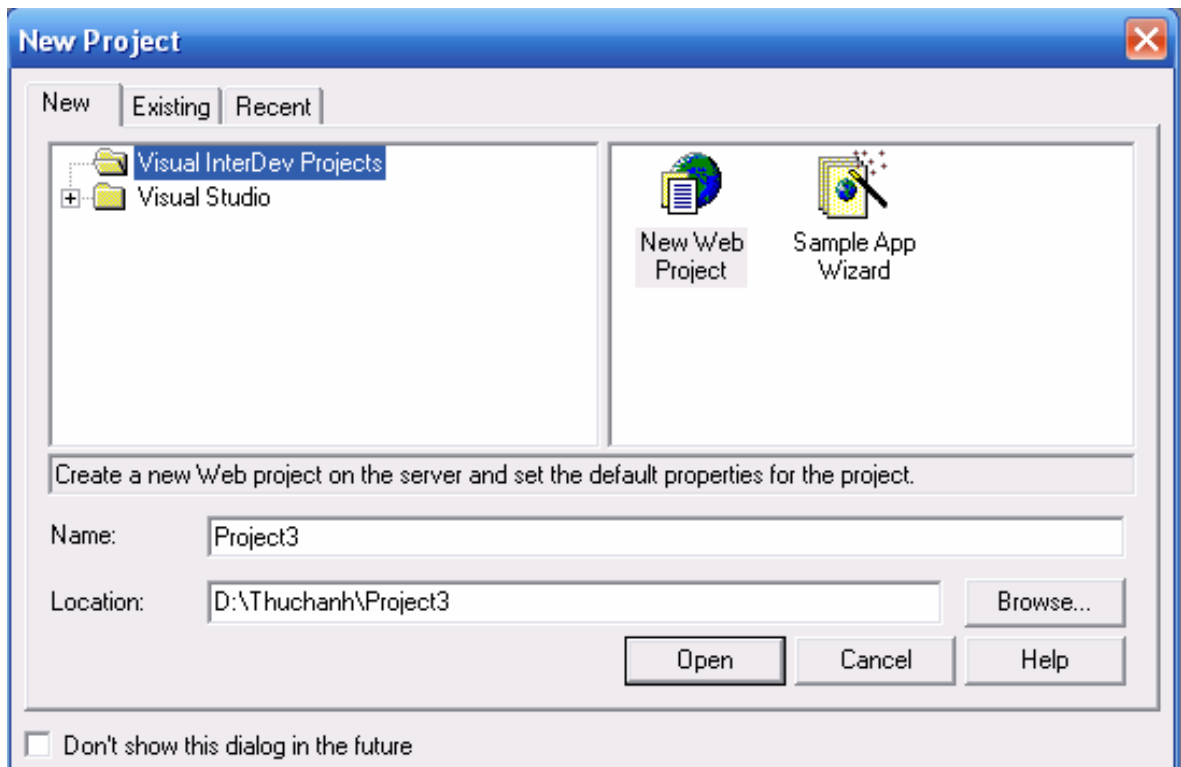 New Project
New
Existing
Recent
Visual InterDev Projects
Visual Studio
New Web
Project
Sample App
Wizard
Create a new Web project on the server and set the default properties for the project.
Name:
Project3
Location:
D:\Thuchanh\Project3
Browse...
Open
Cancel
Help
Don't show this dialog in the future